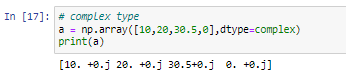 In [17]: # complex type
a = np.array([10,20,30.5,0],dtype=complex)
print(a)
[10. +0.j 20. +0.j 30.5+0.j  0. +0.j]